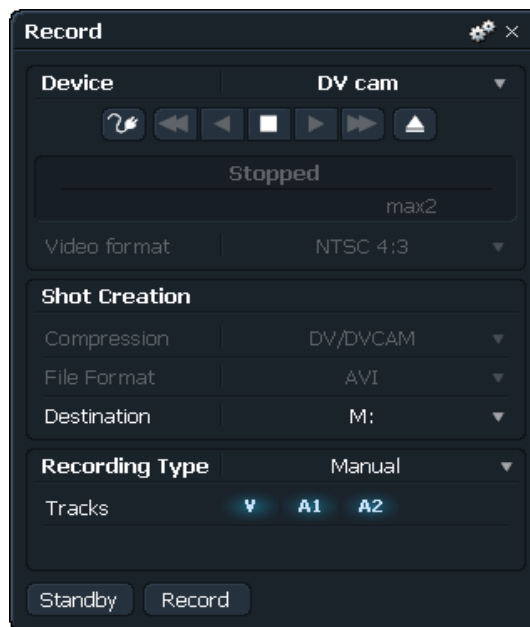 Record
Device DV cam
Stopped
max2
Video format NTSC 4:3
Shot Creation
Compression DV/DVCAM
File Format AVI
Destination M:
Recording Type Manual
Tracks V A1 A2
Standby Record